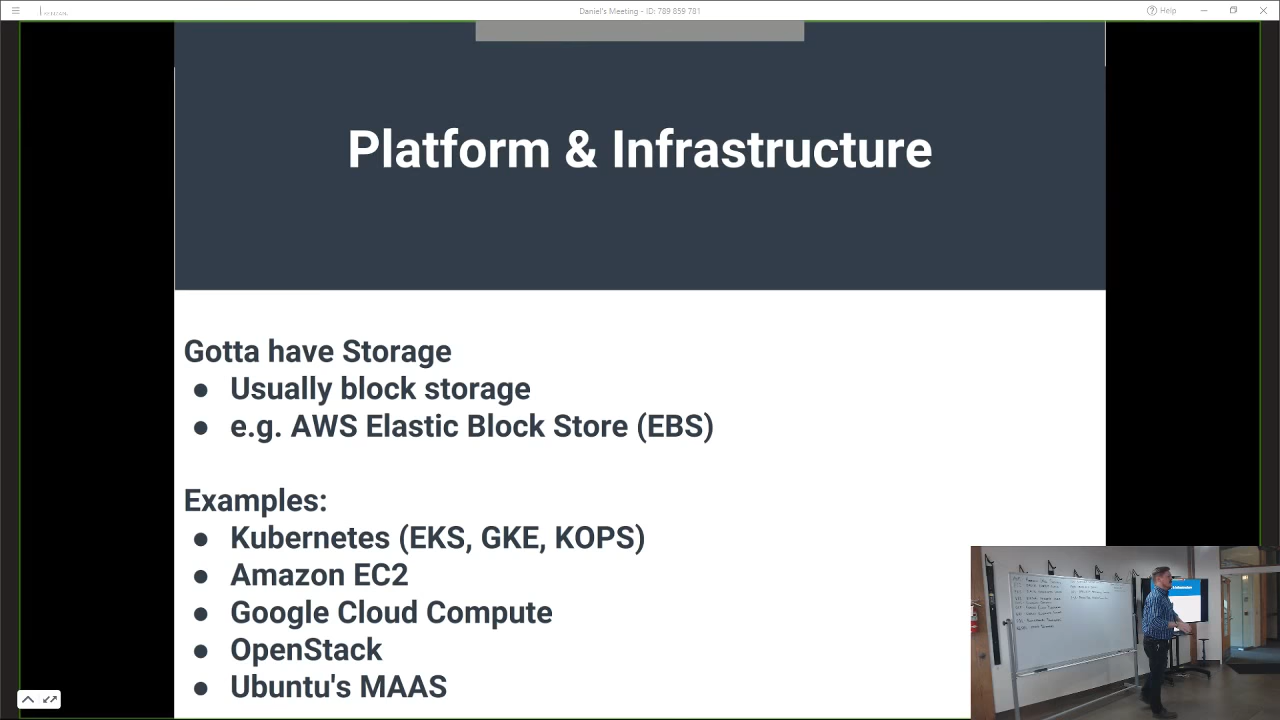 Daniel's Meeting - ID: 789 859 781
Help
Platform & Infrastructure
Gotta have Storage
● Usually block storage
● e.g. AWS Elastic Block Store (EBS)
Examples:
● Kubernetes (EKS, GKE, KOPS)
● Amazon EC2
● Google Cloud Compute
● OpenStack
● Ubuntu's MAAS